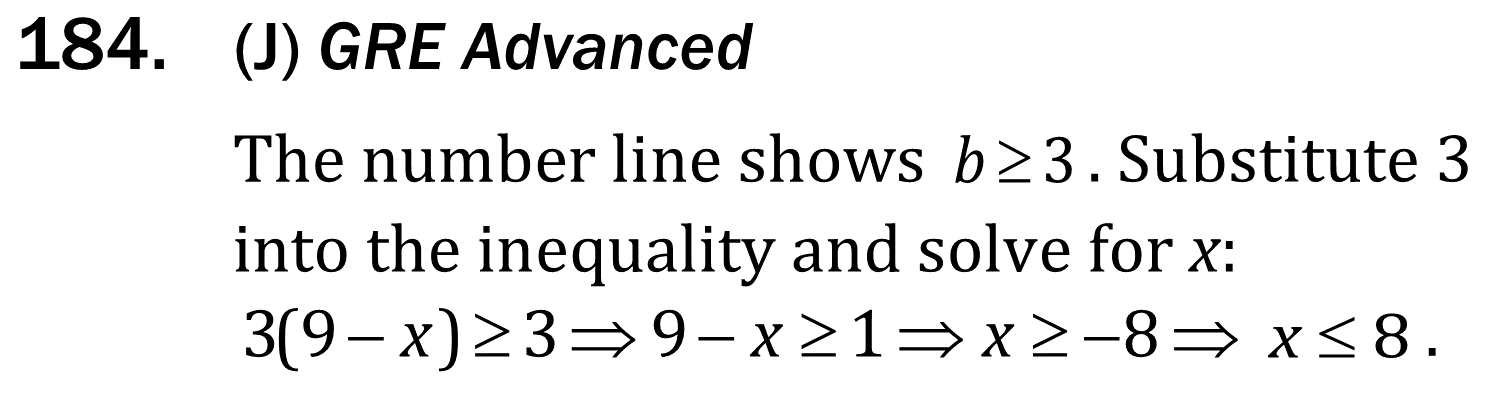 184. (J) GRE Advanced
The number line shows b ≥ 3. Substitute 3
into the inequality and solve for x:
3(9 − x) ≥ 3 ⇒ 9 − x ≥ 1 ⇒ x ≥ −8 ⇒ x ≤ 8.